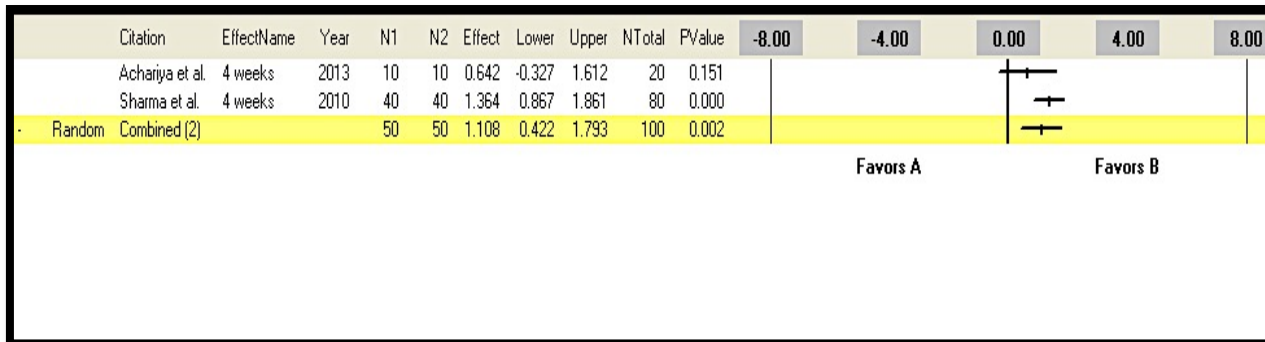 Citation EffectName Year N1 N2 Effect Lower Upper NTotal PValue -8.00 -4.00 0.00 4.00 8.00
Achariya et al. 4 weeks 2013 10 10 0.642 -0.327 1.612 20 0.151
Sharma et al. 4 weeks 2010 40 40 1.364 0.867 1.861 80 0.000
- Random Combined (2) 50 50 1.108 0.422 1.793 100 0.002
Favors A Favors B